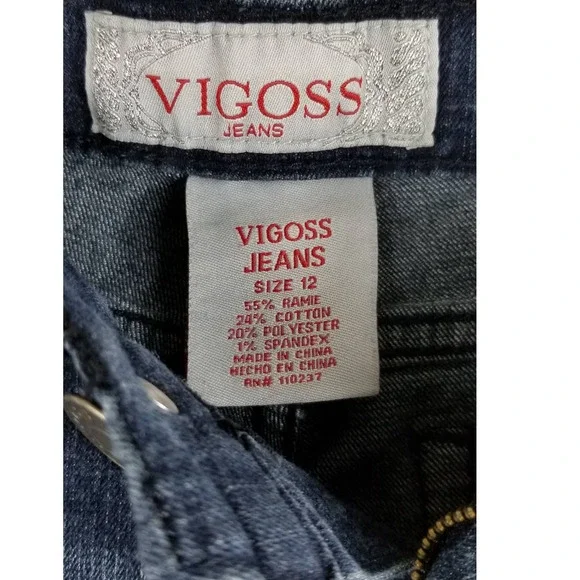 VIGOSS
JEANS
VIGOSS
JEANS
SIZE 12
55% RAMIE
24% COTTON
20% POLYESTER
1% SPANDEX
MADE IN CHINA
HECHO EN CHINA
RN# 110237